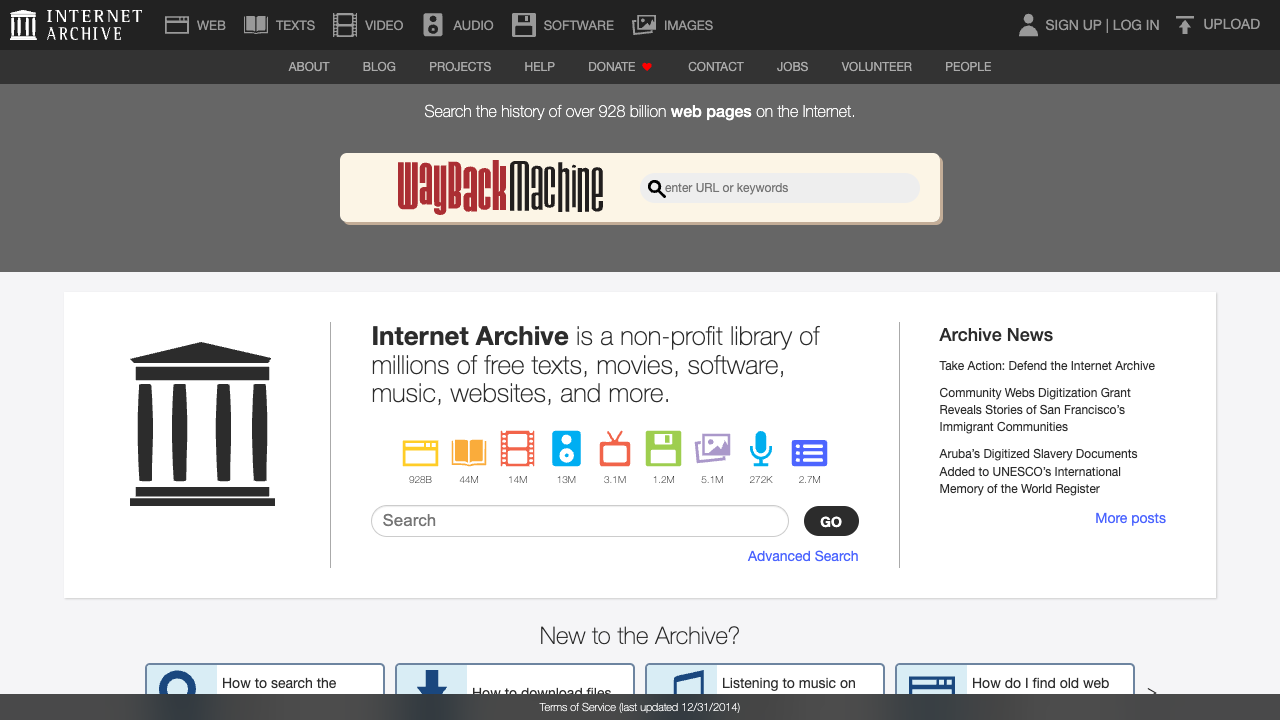 INTERNET ARCHIVE
WEB
TEXTS
VIDEO
AUDIO
SOFTWARE
IMAGES
SIGN UP | LOG IN
UPLOAD
ABOUT
BLOG
PROJECTS
HELP
DONATE
CONTACT
JOBS
VOLUNTEER
PEOPLE
Search the history of over 928 billion web pages on the Internet.
WayBackMachine
enter URL or keywords
Internet Archive is a non-profit library of
millions of free texts, movies, software,
music, websites, and more.
928B
44M
14M
13M
3.1M
1.2M
5.1M
272K
2.7M
Search
GO
Advanced Search
Archive News
Take Action: Defend the Internet Archive
Community Webs Digitization Grant
Reveals Stories of San Francisco's
Immigrant Communities
Aruba's Digitized Slavery Documents
Added to UNESCO's International
Memory of the World Register
More posts
New to the Archive?
How to search the
How to download files
Listening to music on
How do I find old web
>
Terms of Service (last updated 12/31/2014)